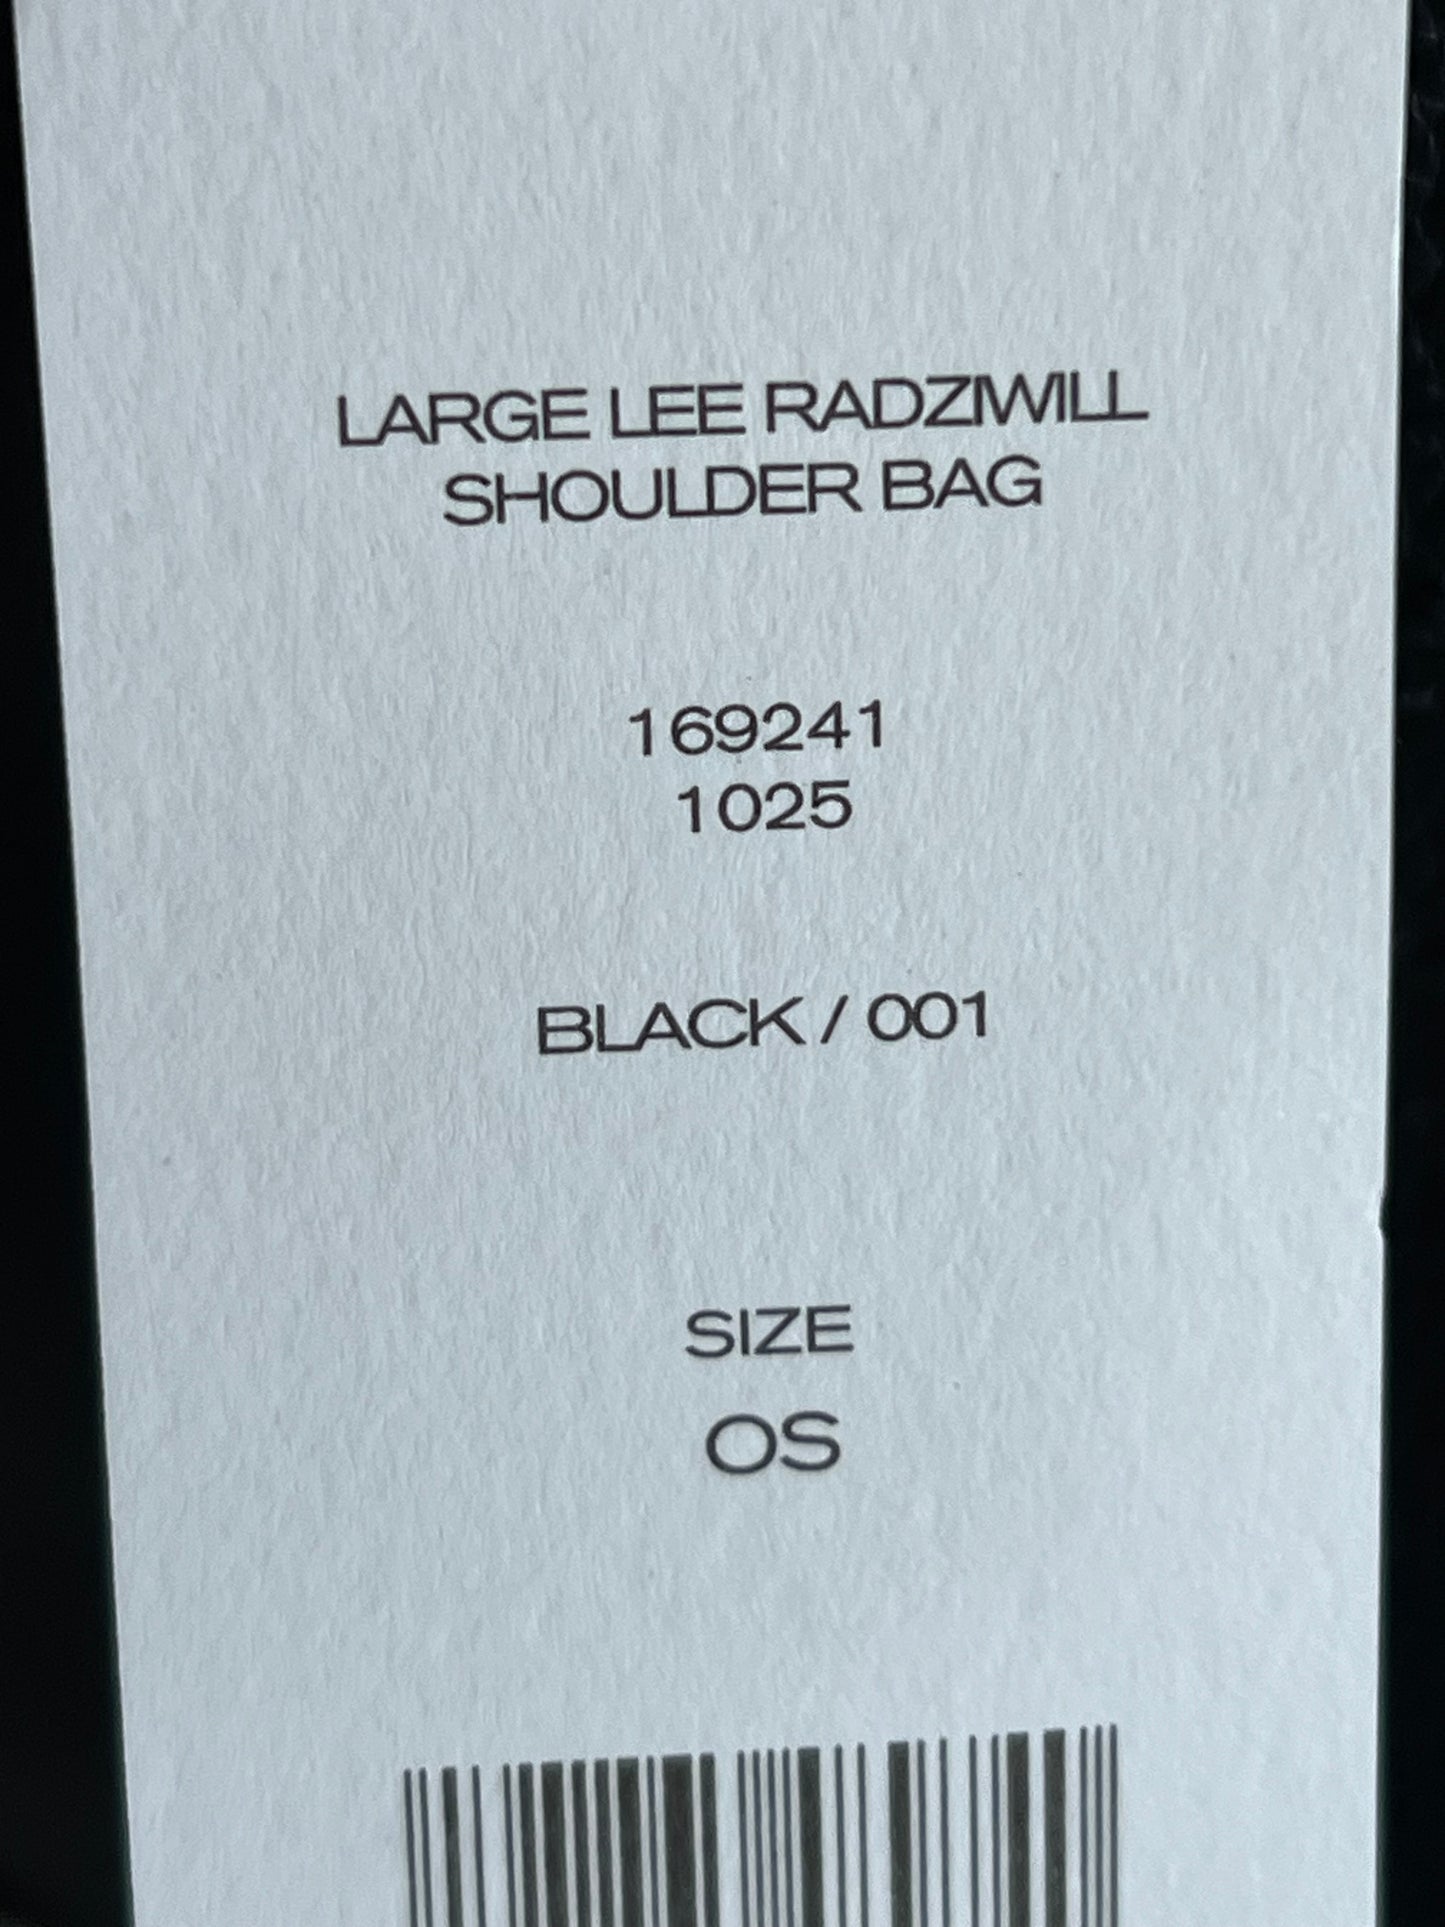 LARGE LEE RADZIWILL
SHOULDER BAG
169241
1025
BLACK / 001
SIZE
OS